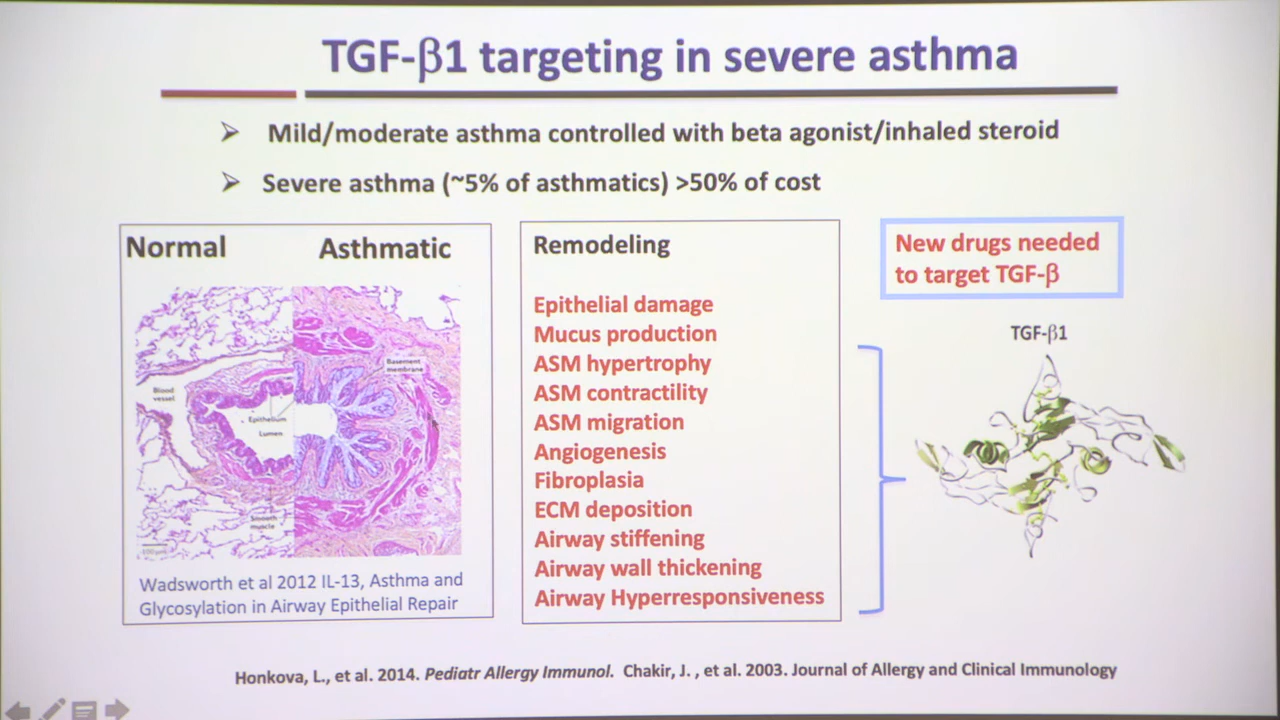 TGF-β1 targeting in severe asthma
Mild/moderate asthma controlled with beta agonist/inhaled steroid
Severe asthma (~5% of asthmatics) >50% of cost
Normal
Asthmatic
Basement
membrane
Blood
vessel
Epithelium
Lumen
Smooth
muscle
100μm
Wadsworth et al 2012 IL-13, Asthma and
Glycosylation in Airway Epithelial Repair
Remodeling
Epithelial damage
Mucus production
ASM hypertrophy
ASM contractility
ASM migration
Angiogenesis
Fibroplasia
ECM deposition
Airway stiffening
Airway wall thickening
Airway Hyperresponsiveness
New drugs needed
to target TGF-β
TGF-β1
Honkova, L., et al. 2014. Pediatr Allergy Immunol. Chakir, J. , et al. 2003. Journal of Allergy and Clinical Immunology